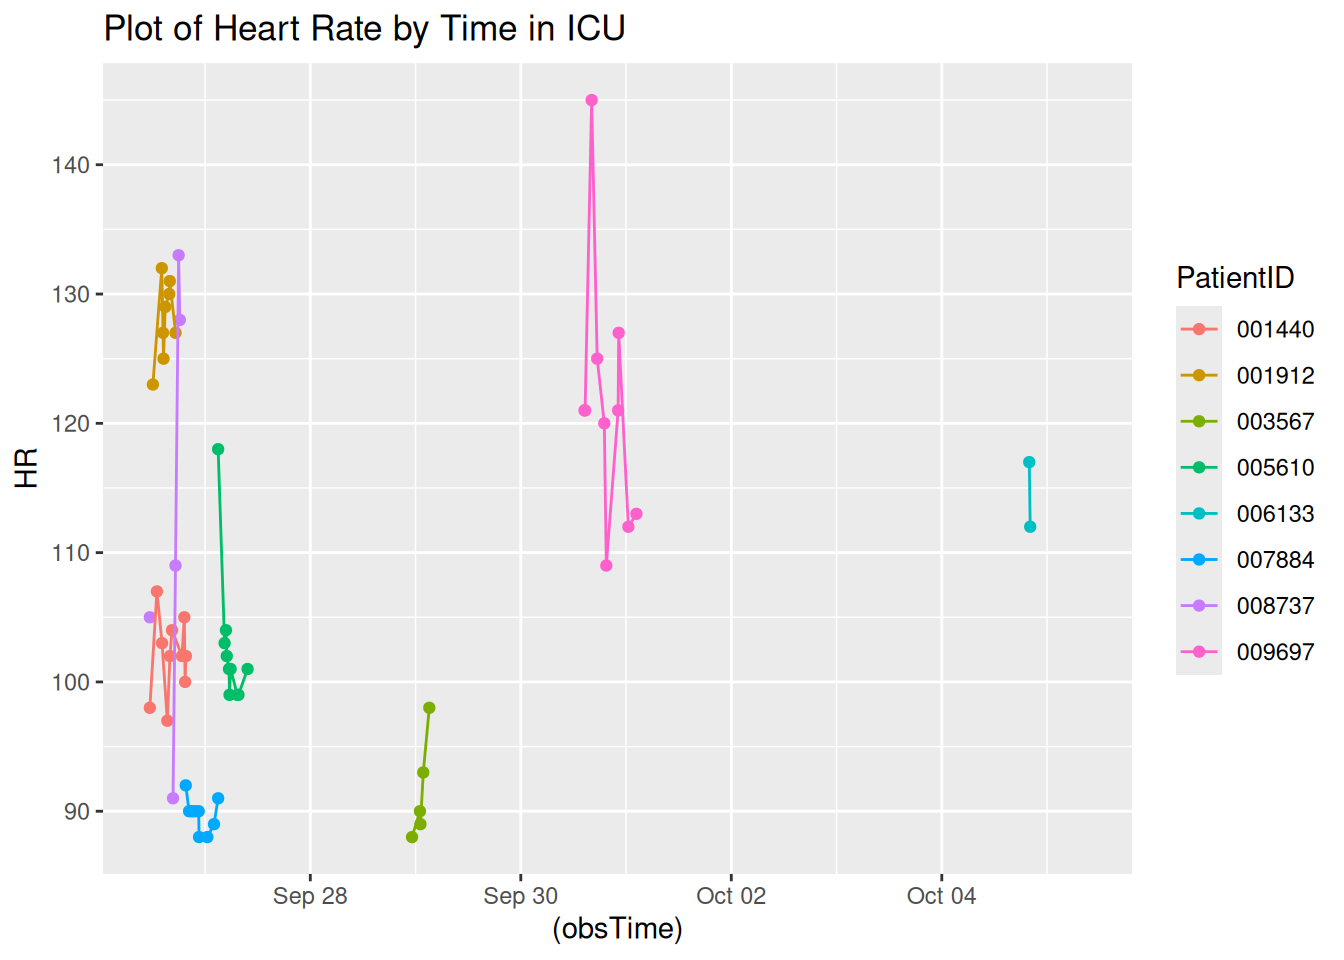 Plot of Heart Rate by Time in ICU
140
130
120
110
100
90
HR
Sep 28
Sep 30
Oct 02
Oct 04
(obsTime)
PatientID
001440
001912
003567
005610
006133
007884
008737
009697